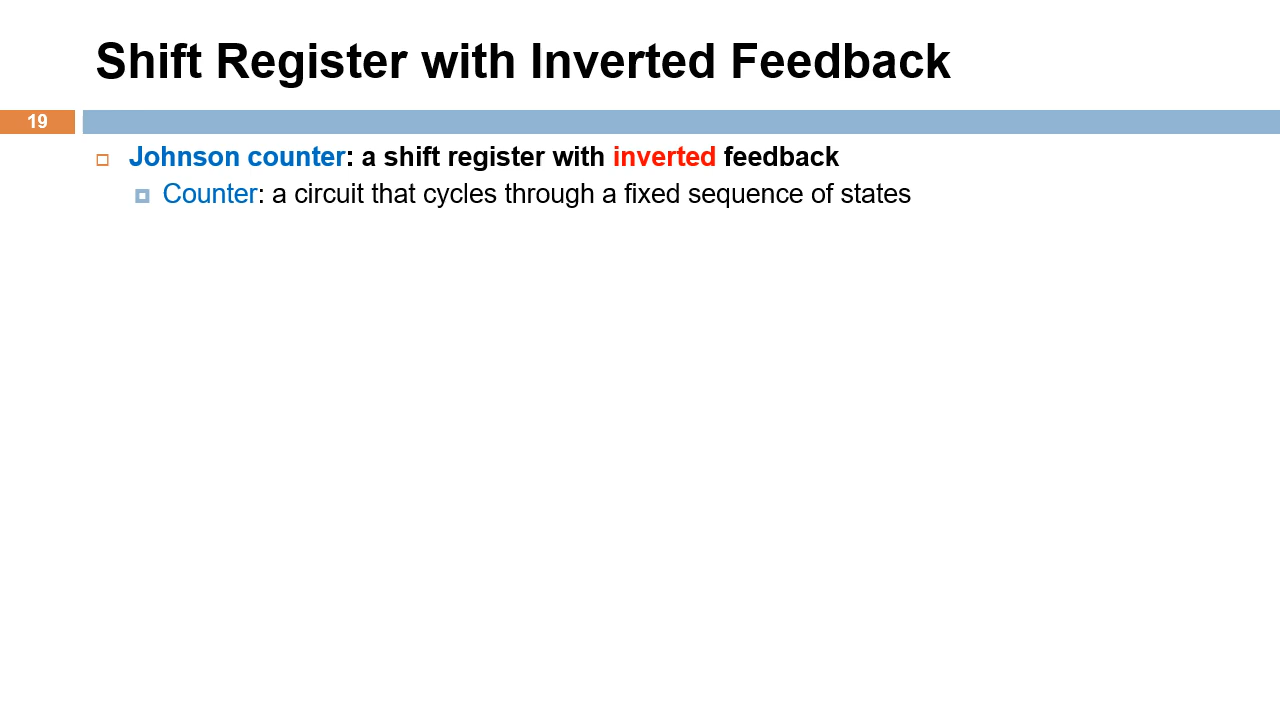 Shift Register with Inverted Feedback
19
Johnson counter: a shift register with inverted feedback
Counter: a circuit that cycles through a fixed sequence of states